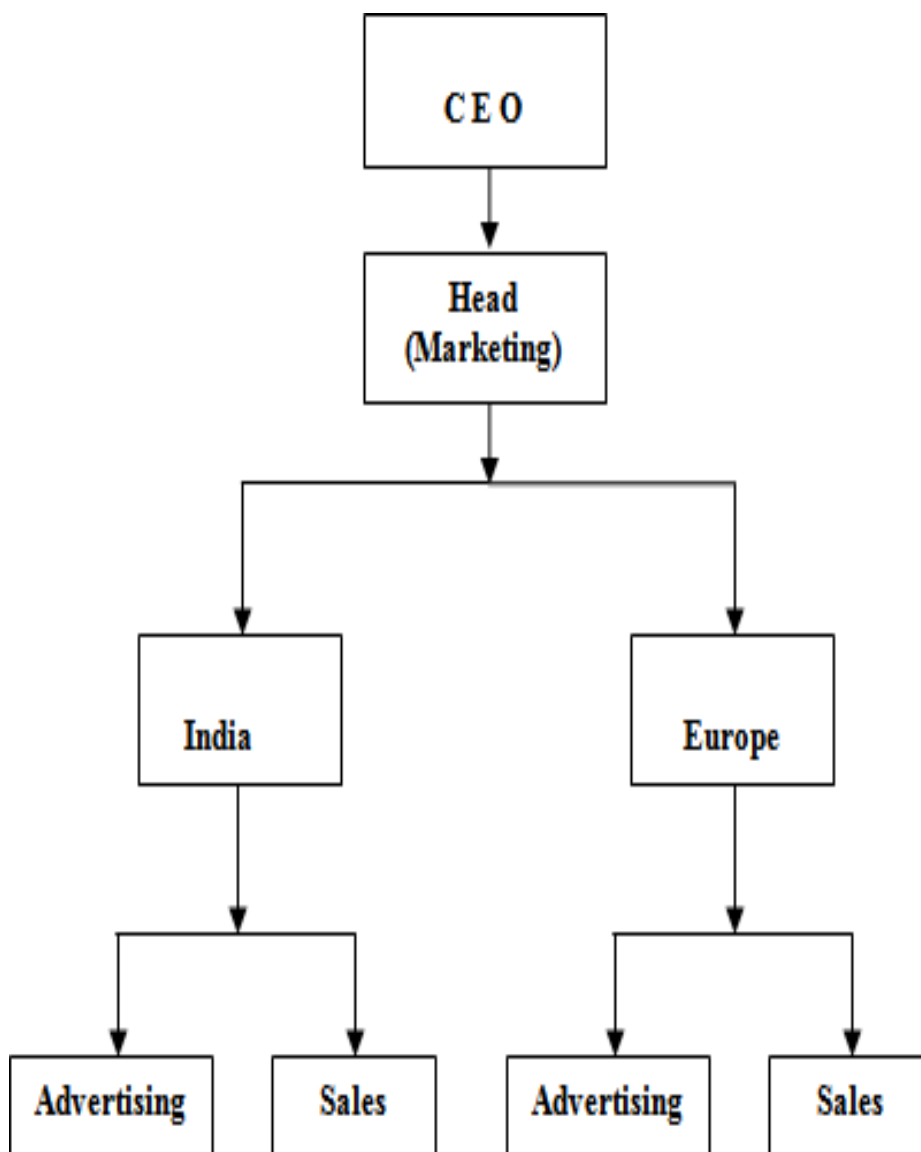 C E O
Head
(Marketing)
India
Europe
Advertising
Sales
Advertising
Sales